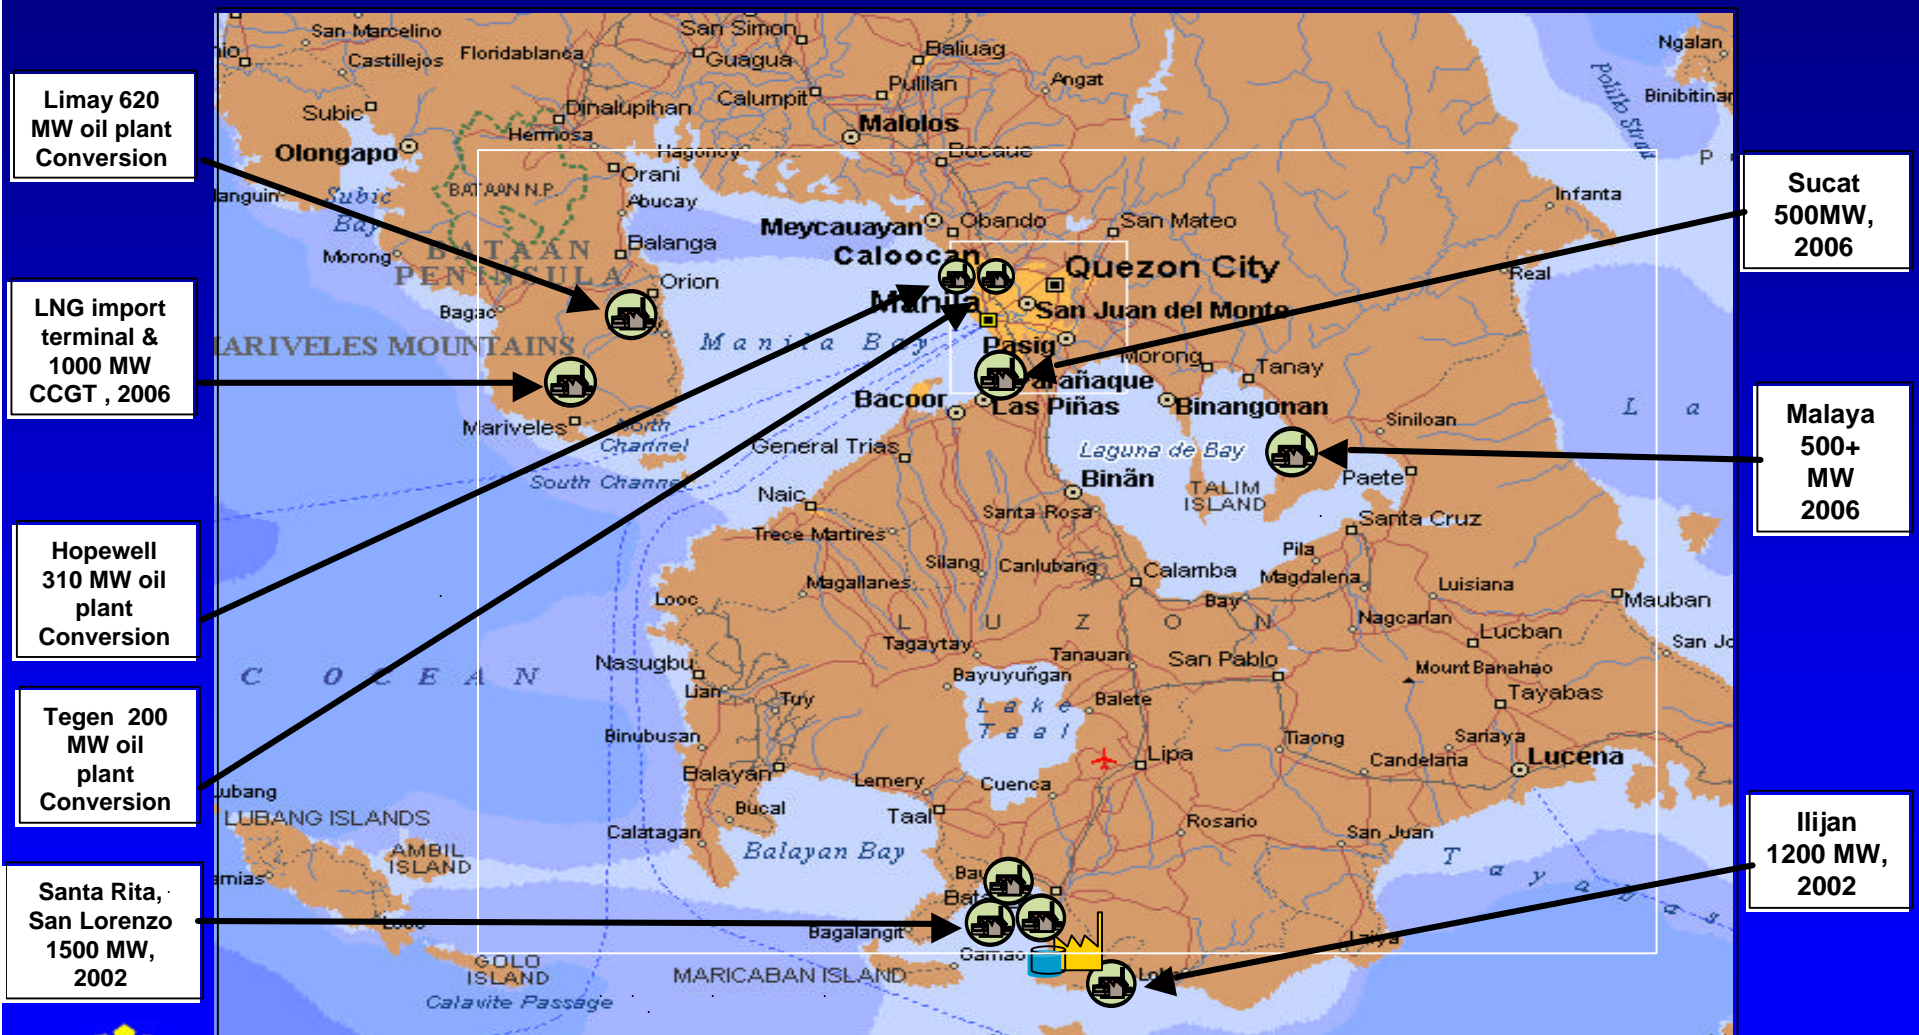 Limay 620
MW oil plant
Conversion
LNG import
terminal &
1000 MW
CCGT , 2006
Hopewell
310 MW oil
plant
Conversion
Tegen 200
MW oil
plant
Conversion
Santa Rita,
San Lorenzo
1500 MW,
2002
Sucat
500MW,
2006
Malaya
500+
MW
2006
Ilijan
1200 MW,
2002
San Marcelino
Castillejos
Floridablanca
San Simon
Guagua
Baliuag
Pulilan
Angat
Calumpit
Subic
Dinalupihan
Hermosa
Malolos
Olongapo
Hagonoy
Bocaue
Orani
BATAAN N.P.
Subic
Bay
Abucay
Meycauayan
Obando
San Mateo
Balanga
Morong
BATAAN
PENINSULA
Caloocan
Quezon City
Orion
Manila
San Juan del Monte
Bagac
Manila Bay
Pasig
Morong
Tanay
MARIVELES MOUNTAINS
Parañaque
Bacoor
Las Piñas
Binangonan
Siniloan
Mariveles
North
Channel
General Trias
Laguna de Bay
South Channel
Naic
Binãn
TALIM
ISLAND
Paete
Santa Rosa
Santa Cruz
Trece Martires
Silang
Canlubang
Pila
Magallanes
Calamba
Magdalena
Luisiana
Looc
Bay
Mauban
LUZON
Nagcarlan
Lucban
San Jo
Tagaytay
Tanauan
San Pablo
Mount Banahao
Nasugbu
Bayuyuñgan
Tayabas
OCEAN
Lian
Tuy
Lake
Taal
Balete
Binubusan
Lipa
Tiaong
Sariaya
Candelaria
Lucena
Balayan
Lemery
Cuenca
Lubang
LUBANG ISLANDS
Bucal
Taal
Rosario
San Juan
Calatagan
AMBIL
ISLAND
Balayan Bay
Tayabas
Bau
Bata
Looc
Bagalangit
Laiya
GOLO
ISLAND
MARICABAN ISLAND
Calavite Passage
Ngalan
Polillo Strait
Infanta
Real
L a